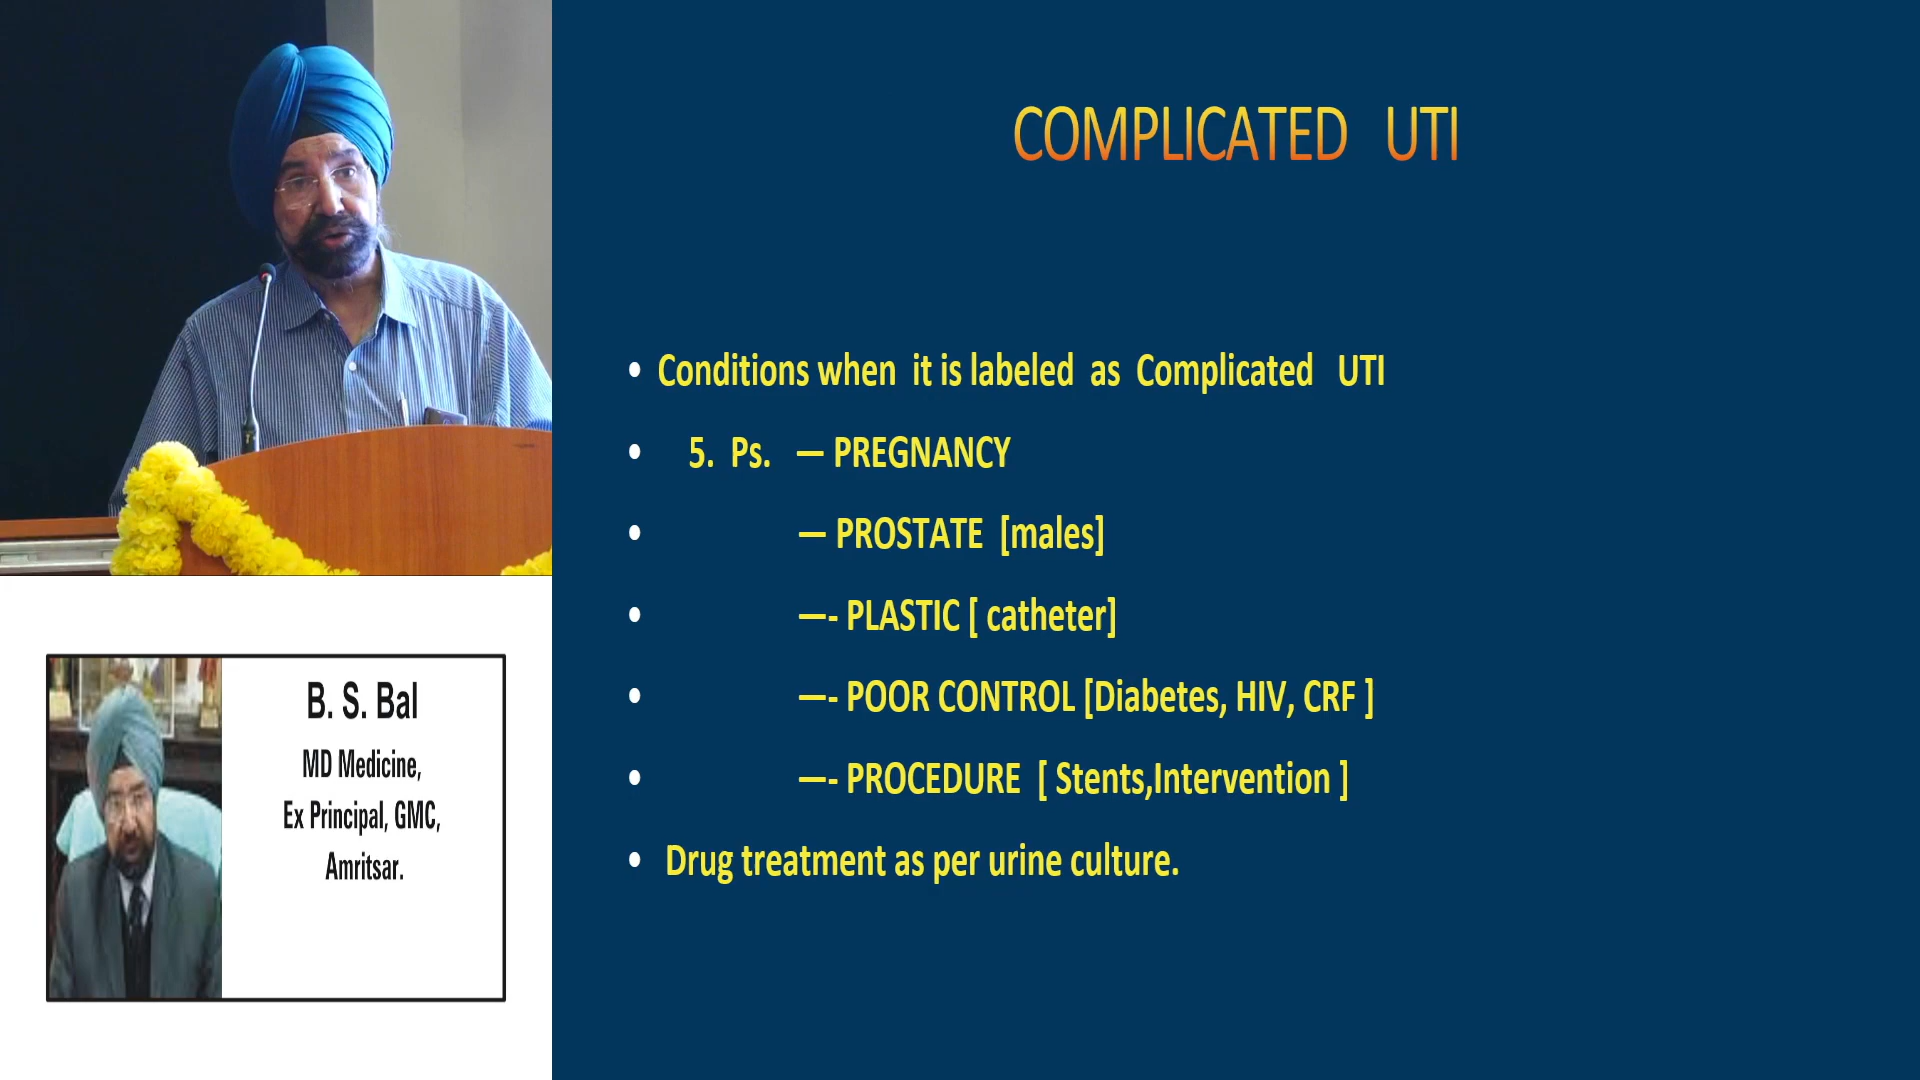 COMPLICATED UTI
• Conditions when it is labeled as Complicated UTI
• 5. Ps. — PREGNANCY
• — PROSTATE [males]
• —- PLASTIC [ catheter]
• —- POOR CONTROL [Diabetes, HIV, CRF ]
• —- PROCEDURE [ Stents,Intervention ]
• Drug treatment as per urine culture.
B. S. Bal
MD Medicine,
Ex Principal, GMC,
Amritsar.